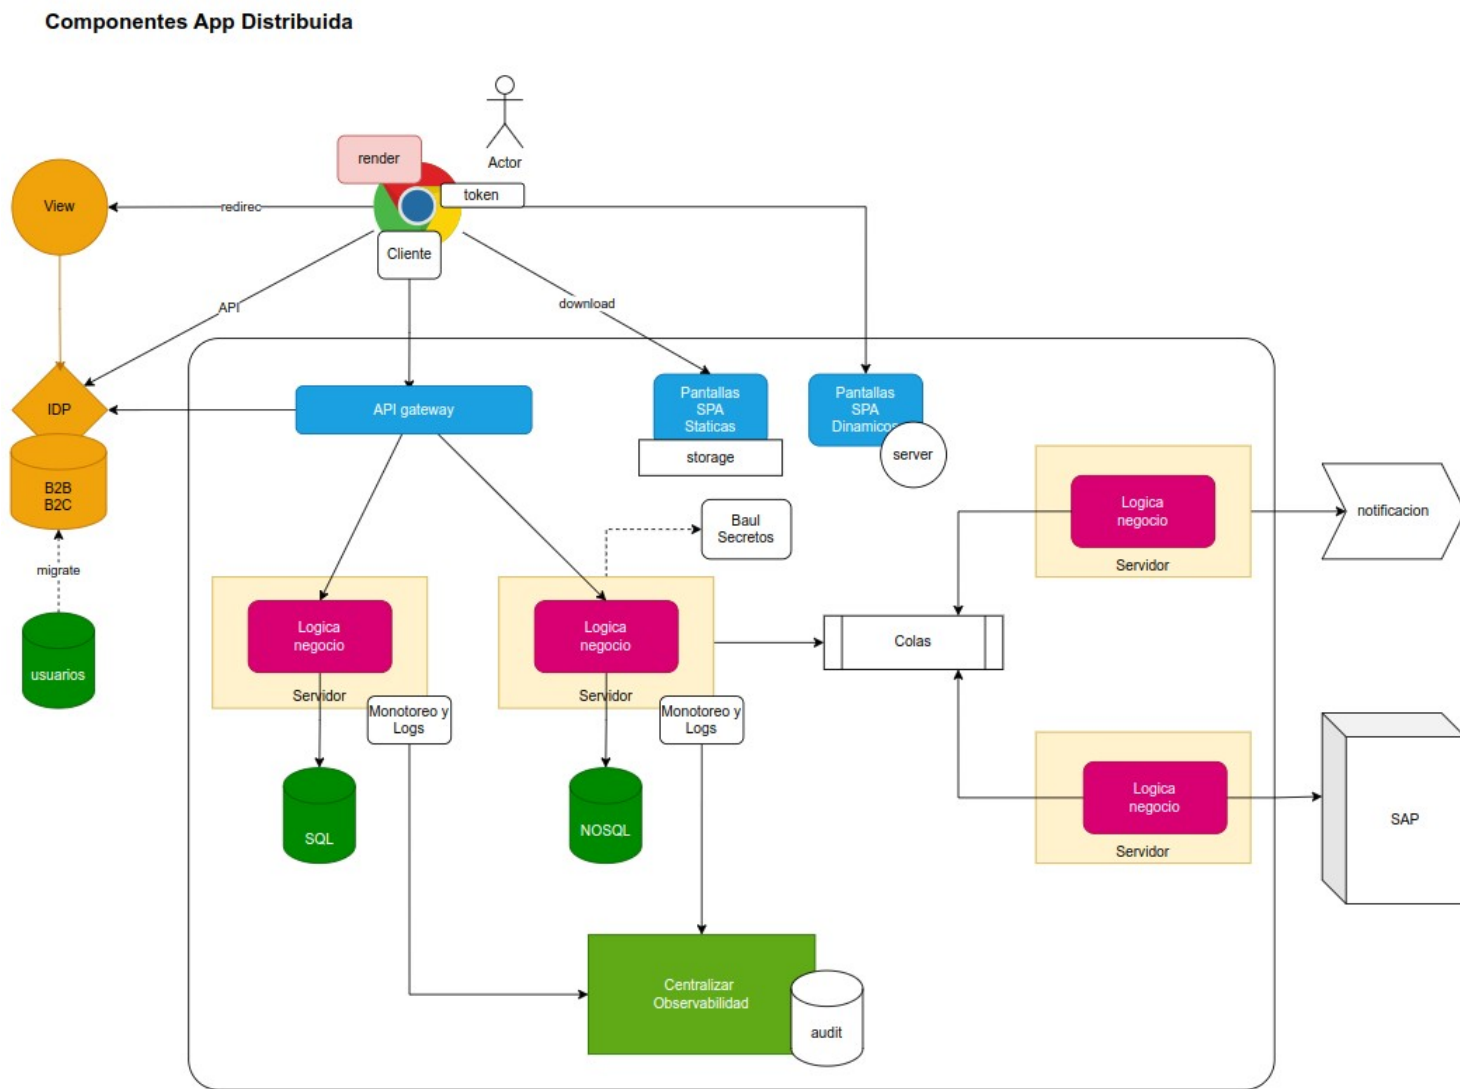 Componentes App Distribuida
Actor
render
token
View
redirec
Cliente
API
download
IDP
API gateway
Pantallas
SPA
Staticas
storage
Pantallas
SPA
Dinamicos
server
B2B
B2C
migrate
usuarios
Baul
Secretos
Logica
negocio
Servidor
notificacion
Logica
negocio
Servidor
Monotoreo y
Logs
Logica
negocio
Servidor
Monotoreo y
Logs
Colas
SQL
NOSQL
Logica
negocio
Servidor
SAP
Centralizar
Observabilidad
audit